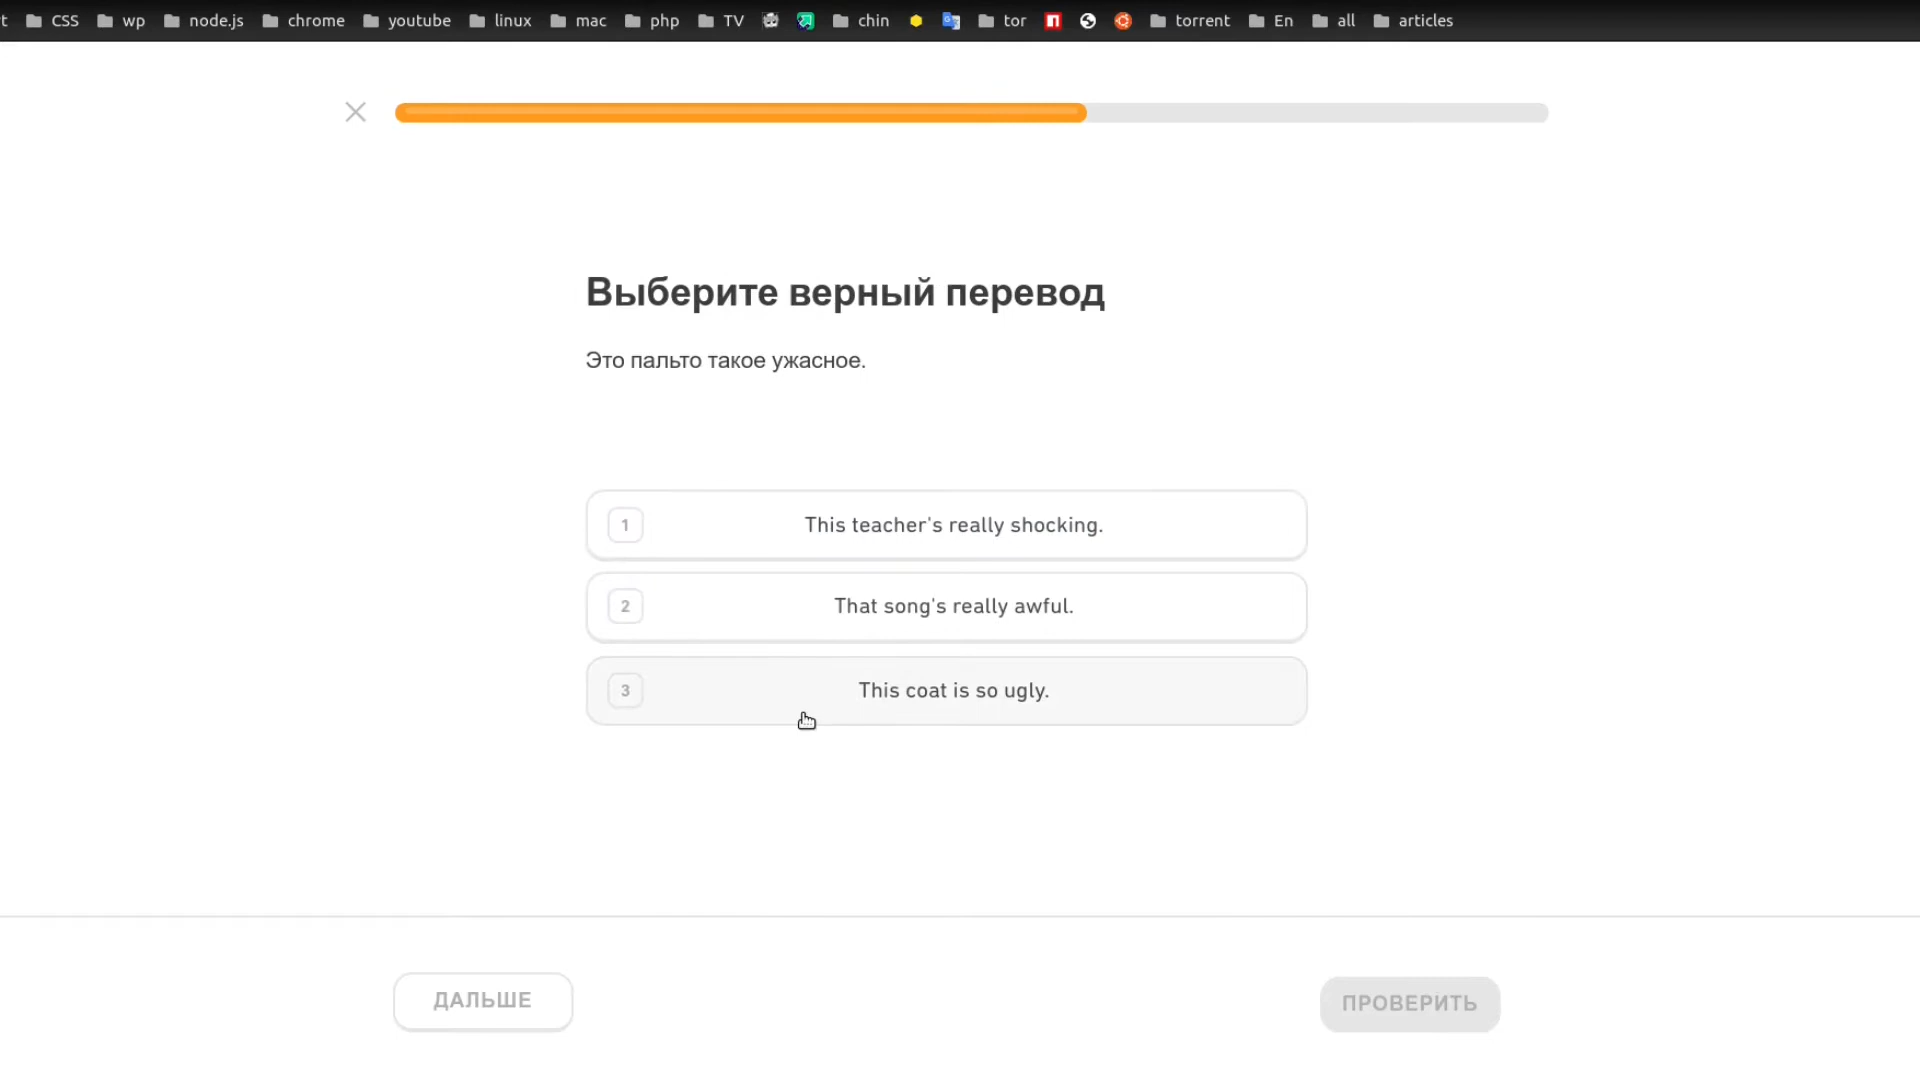 CSS wp node.js chrome youtube linux mac php TV chin tor torrent En all articles
Выберите верный перевод
Это пальто такое ужасное.
1 This teacher's really shocking.
2 That song's really awful.
3 This coat is so ugly.
ДАЛЬШЕ ПРОВЕРИТЬ